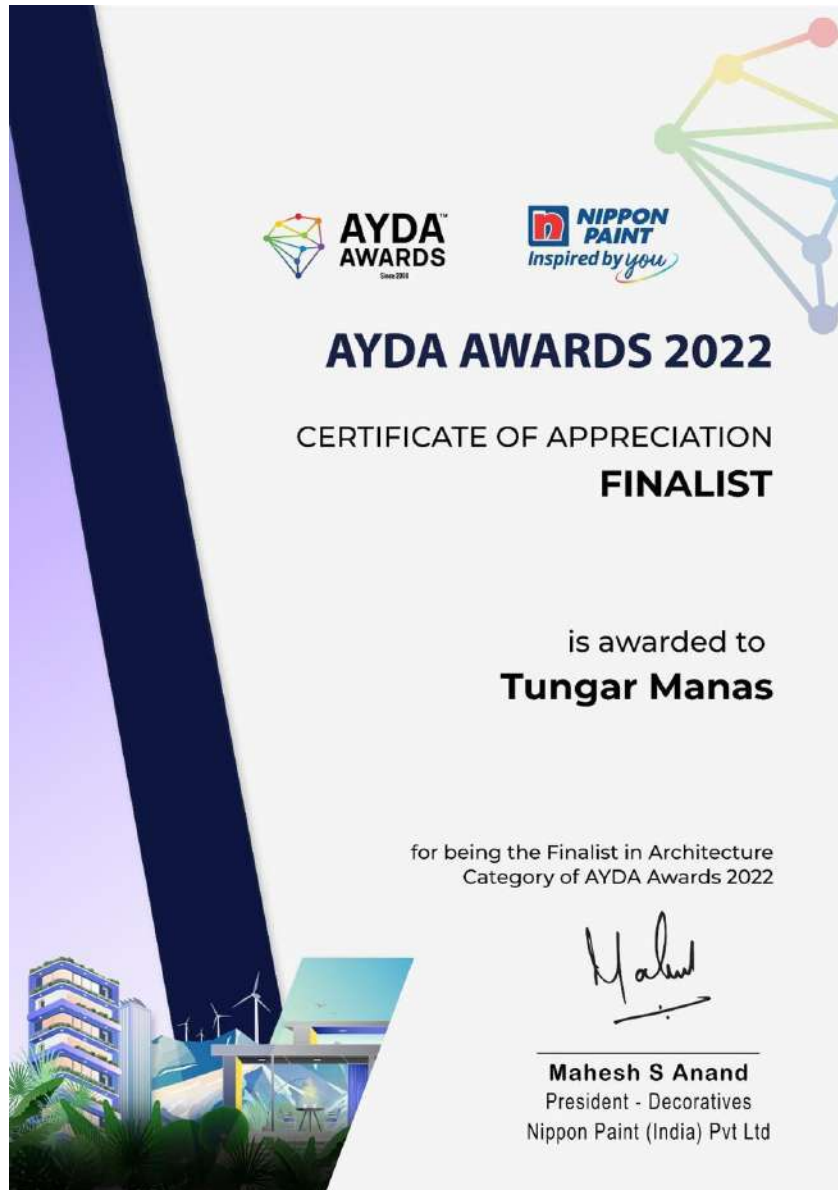 AYDA™
AWARDS
Since 2008
n NIPPON
PAINT
Inspired by you
AYDA AWARDS 2022
CERTIFICATE OF APPRECIATION
FINALIST
is awarded to
Tungar Manas
for being the Finalist in Architecture
Category of AYDA Awards 2022
Mahesh
Mahesh S Anand
President - Decoratives
Nippon Paint (India) Pvt Ltd